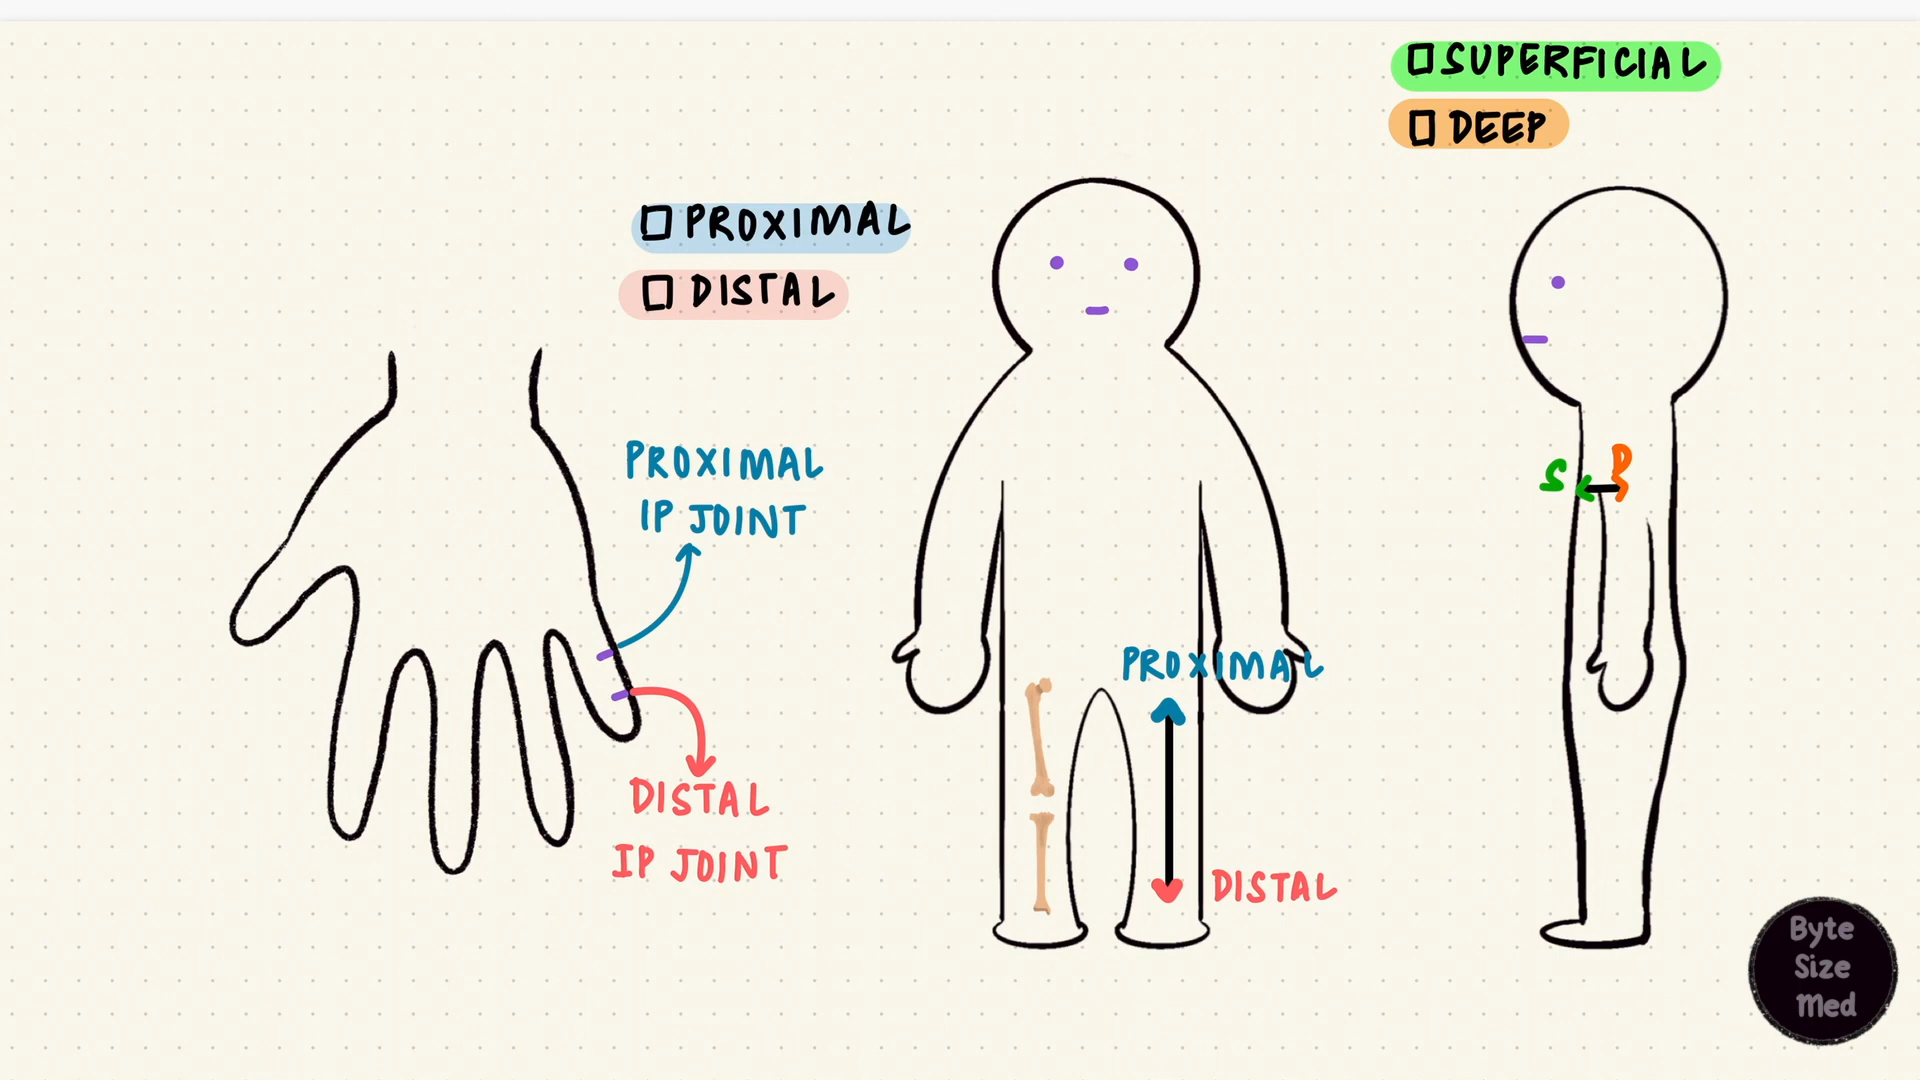 □ SUPERFICIAL
□ DEEP
□ PROXIMAL
□ DISTAL
PROXIMAL
IP JOINT
DISTAL
IP JOINT
PROXIMAL
DISTAL
S
D
Byte
Size
Med